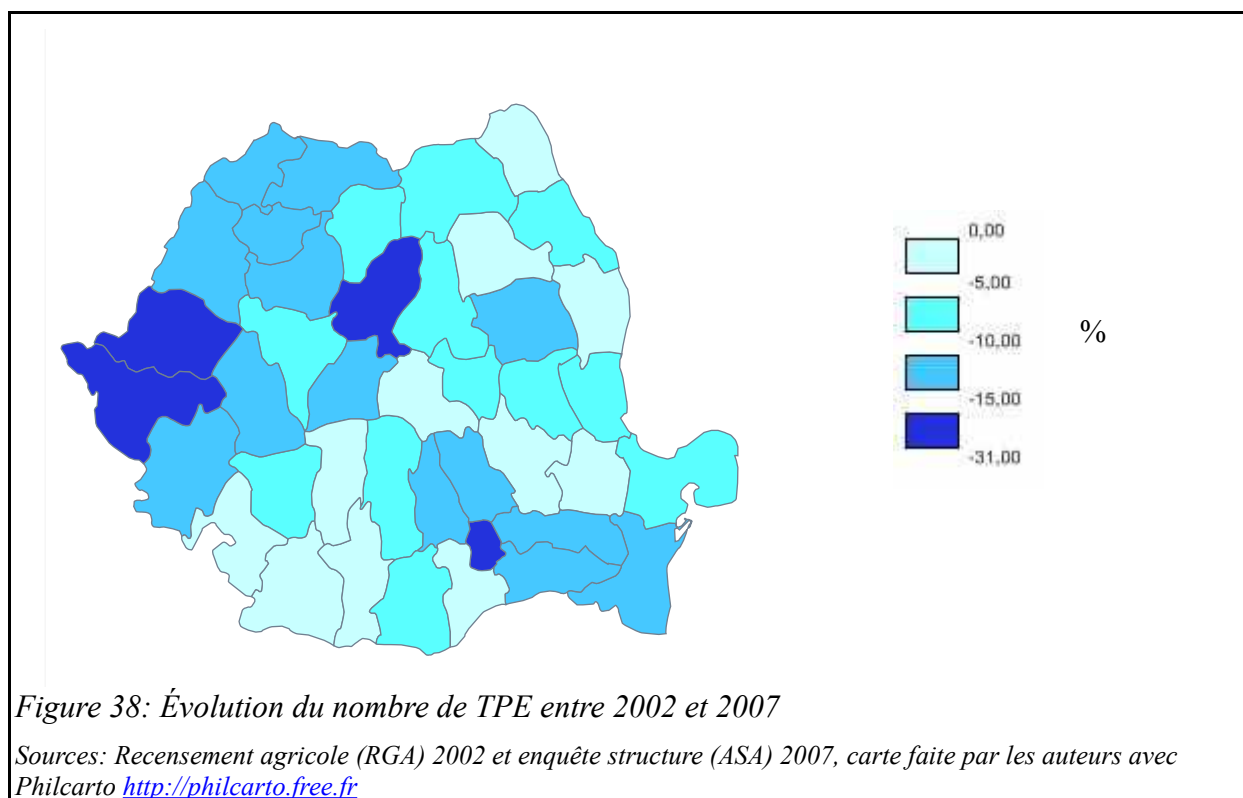 0,00
-5,00
-10,00
%
-15,00
-31,00
Figure 38: Évolution du nombre de TPE entre 2002 et 2007
Sources: Recensement agricole (RGA) 2002 et enquête structure (ASA) 2007, carte faite par les auteurs avec
Philcarto http://philcarto.free.fr